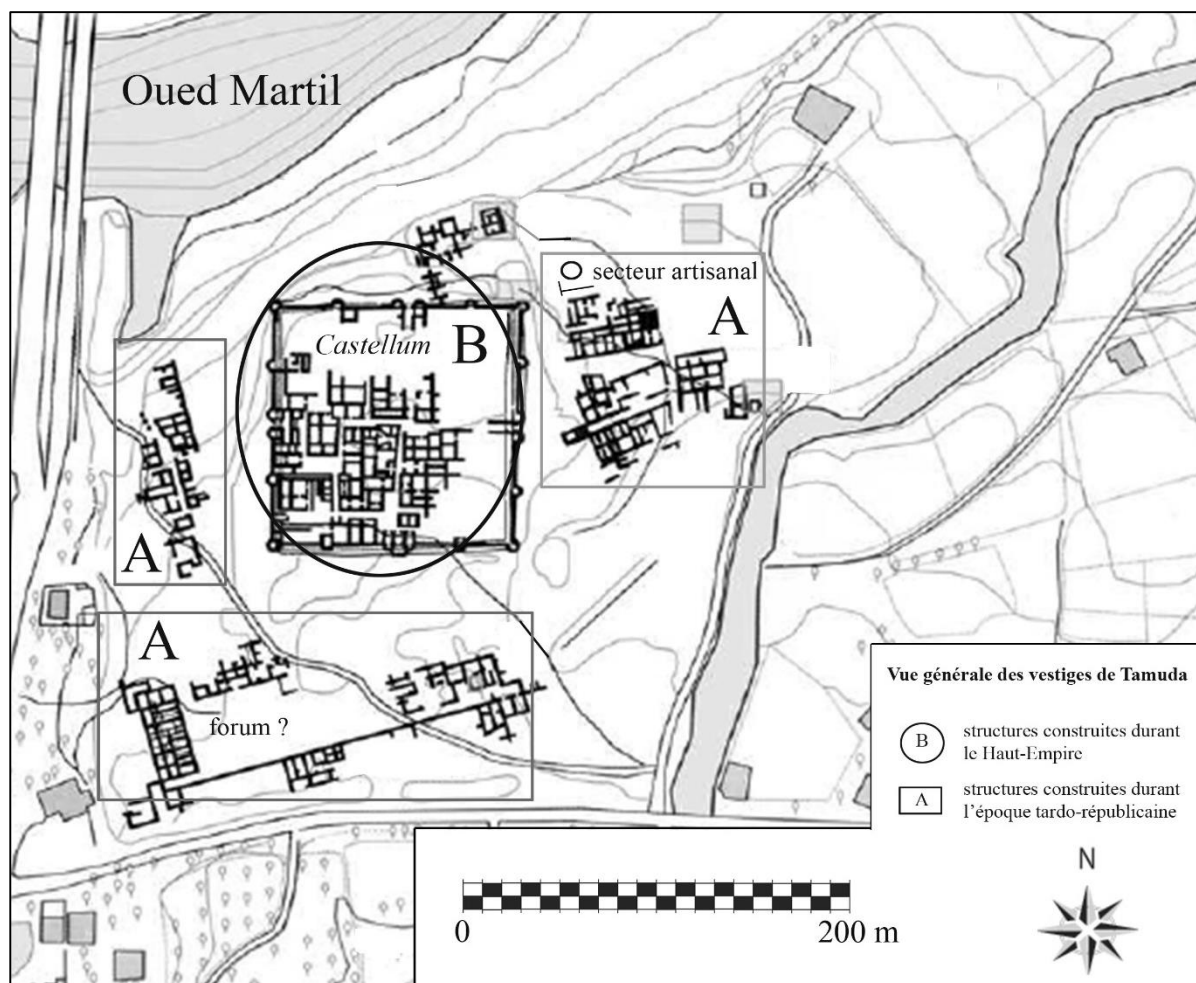 Oued Martil
secteur artisanal
A
Castellum B
A
A
forum ?
Vue générale des vestiges de Tamuda
B
structures construites durant
le Haut-Empire
A
structures construites durant
l'époque tardo-républicaine
N
0 200 m